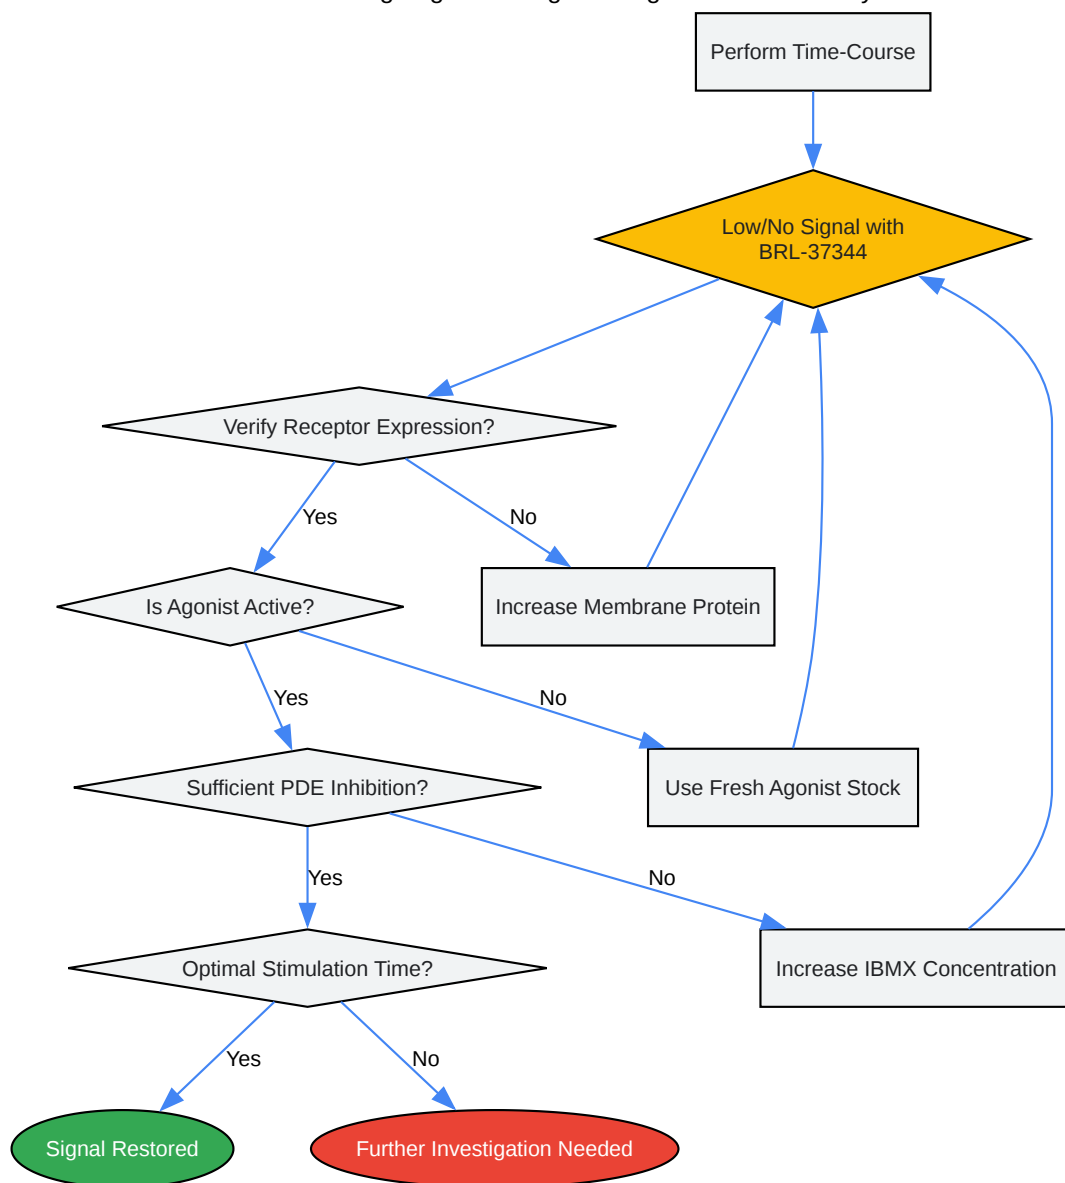 Perform Time-Course
Low/No Signal with
BRL-37344
Verify Receptor Expression?
Yes
No
Is Agonist Active?
Increase Membrane Protein
Yes
No
Sufficient PDE Inhibition?
Use Fresh Agonist Stock
Yes
No
Optimal Stimulation Time?
Increase IBMX Concentration
Yes
No
Signal Restored
Further Investigation Needed